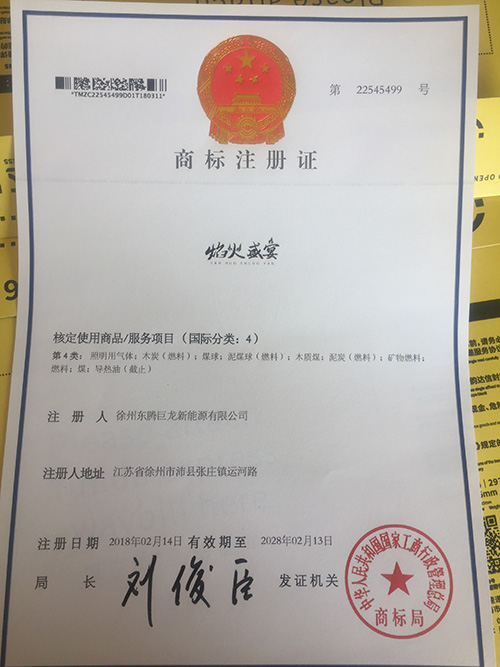 *TMZC22545499D01T180311*
第 22545499 号
商标注册证
焰火盛宴
核定使用商品/服务项目（国际分类：4）
第4类：照明用气体；木炭（燃料）；煤球；泥煤球（燃料）；木质煤；泥炭（燃料）；矿物燃料；
燃料；煤；导热油（截止）
注册人 徐州东腾巨龙新能源有限公司
注册人地址 江苏省徐州市沛县张庄镇运河路
注册日期 2018年02月14日 有效期至 2028年02月13日
局长 刘俊臣 发证机关
中华人民共和国国家工商行政管理总局
商标局